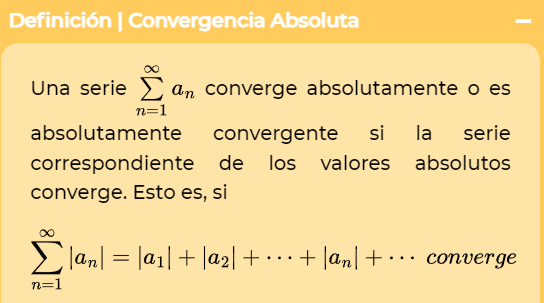 Definición | Convergencia Absoluta −
Una serie \sum_{n=1}^{\infty} a_n converge absolutamente o es
absolutamente convergente si la serie
correspondiente de los valores absolutos
converge. Esto es, si
\sum_{n=1}^{\infty} |a_n| = |a_1| + |a_2| + \cdots + |a_n| + \cdots converge